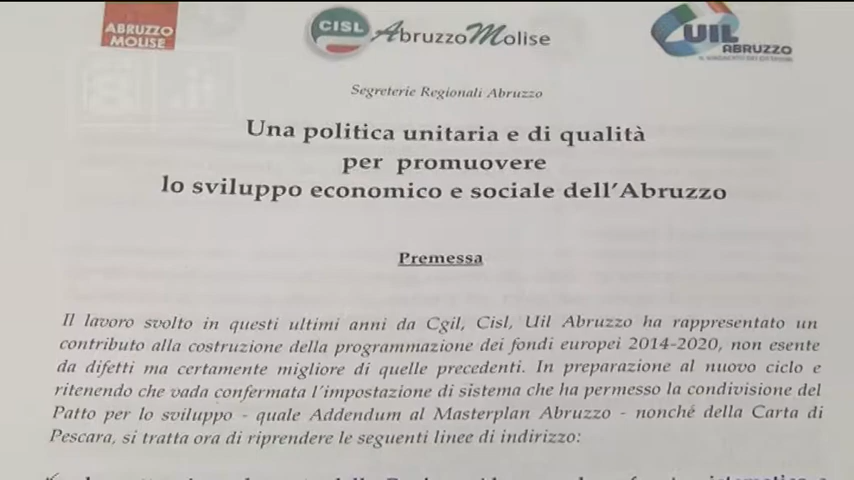 ABRUZZO
MOLISE
CISL AbruzzoMolise
UIL
ABRUZZO
IL SINDACATO DEI CITTADINI
Segreterie Regionali Abruzzo
Una politica unitaria e di qualità
per promuovere
lo sviluppo economico e sociale dell'Abruzzo
Premessa
Il lavoro svolto in questi ultimi anni da Cgil, Cisl, Uil Abruzzo ha rappresentato un
contributo alla costruzione della programmazione dei fondi europei 2014-2020, non esente
da difetti ma certamente migliore di quelle precedenti. In preparazione al nuovo ciclo e
ritenendo che vada confermata l'impostazione di sistema che ha permesso la condivisione del
Patto per lo sviluppo - quale Addendum al Masterplan Abruzzo - nonché della Carta di
Pescara, si tratta ora di riprendere le seguenti linee di indirizzo: